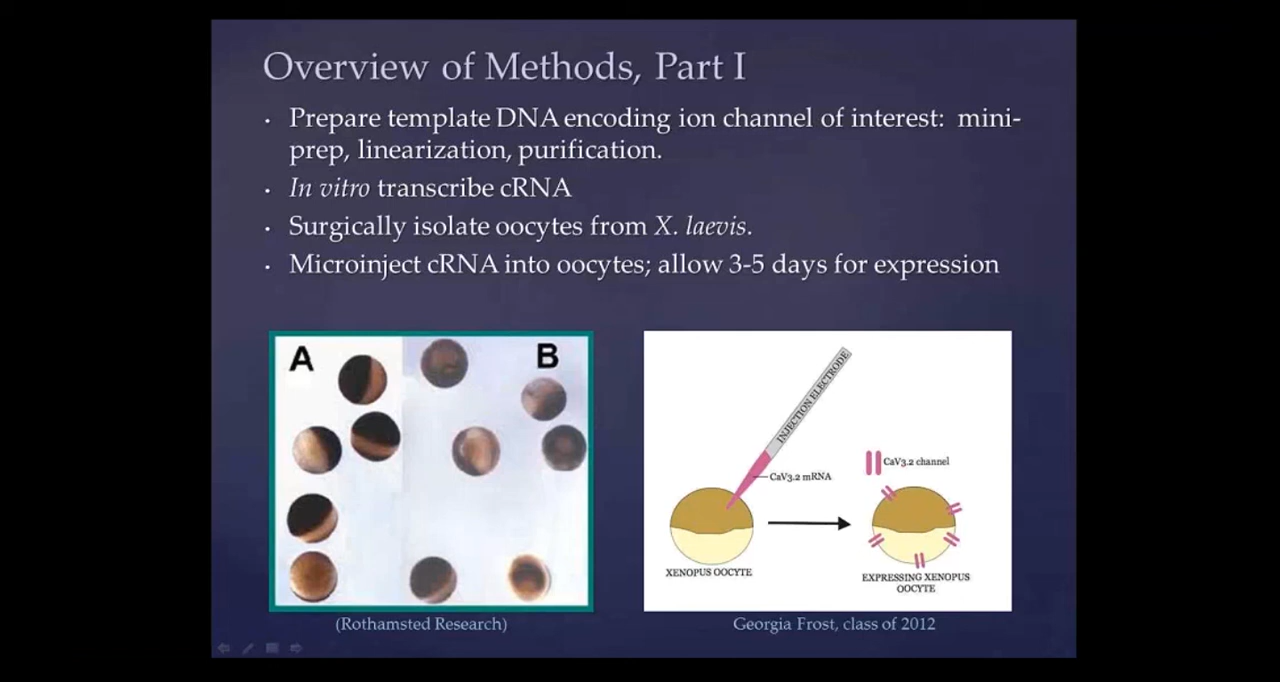 Overview of Methods, Part I
• Prepare template DNA encoding ion channel of interest:  mini-
prep, linearization, purification.
• In vitro transcribe cRNA
• Surgically isolate oocytes from X. laevis.
• Microinject cRNA into oocytes; allow 3-5 days for expression
A
B
(Rothamsted Research)
INJECTION ELECTRODE
CaV3.2 mRNA
CaV3.2 channel
XENOPUS OOCYTE
EXPRESSING XENOPUS
OOCYTE
Georgia Frost, class of 2012